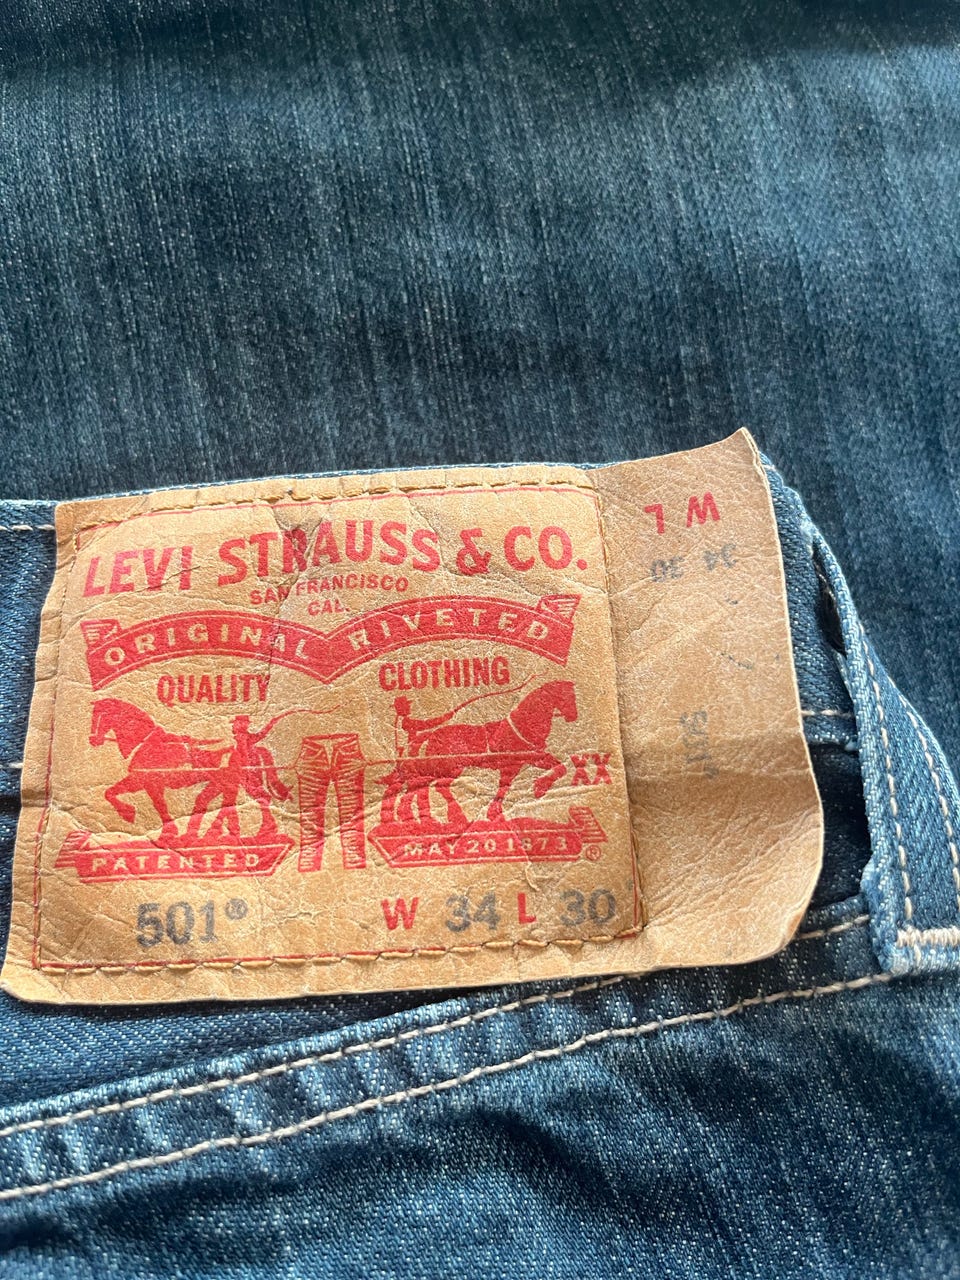 LEVI STRAUSS & CO.
SAN FRANCISCO
CAL.
ORIGINAL RIVETED
QUALITY CLOTHING
XX
PATENTED MAY 20 1873 ®
501® W 34 L 30
W L
34 30